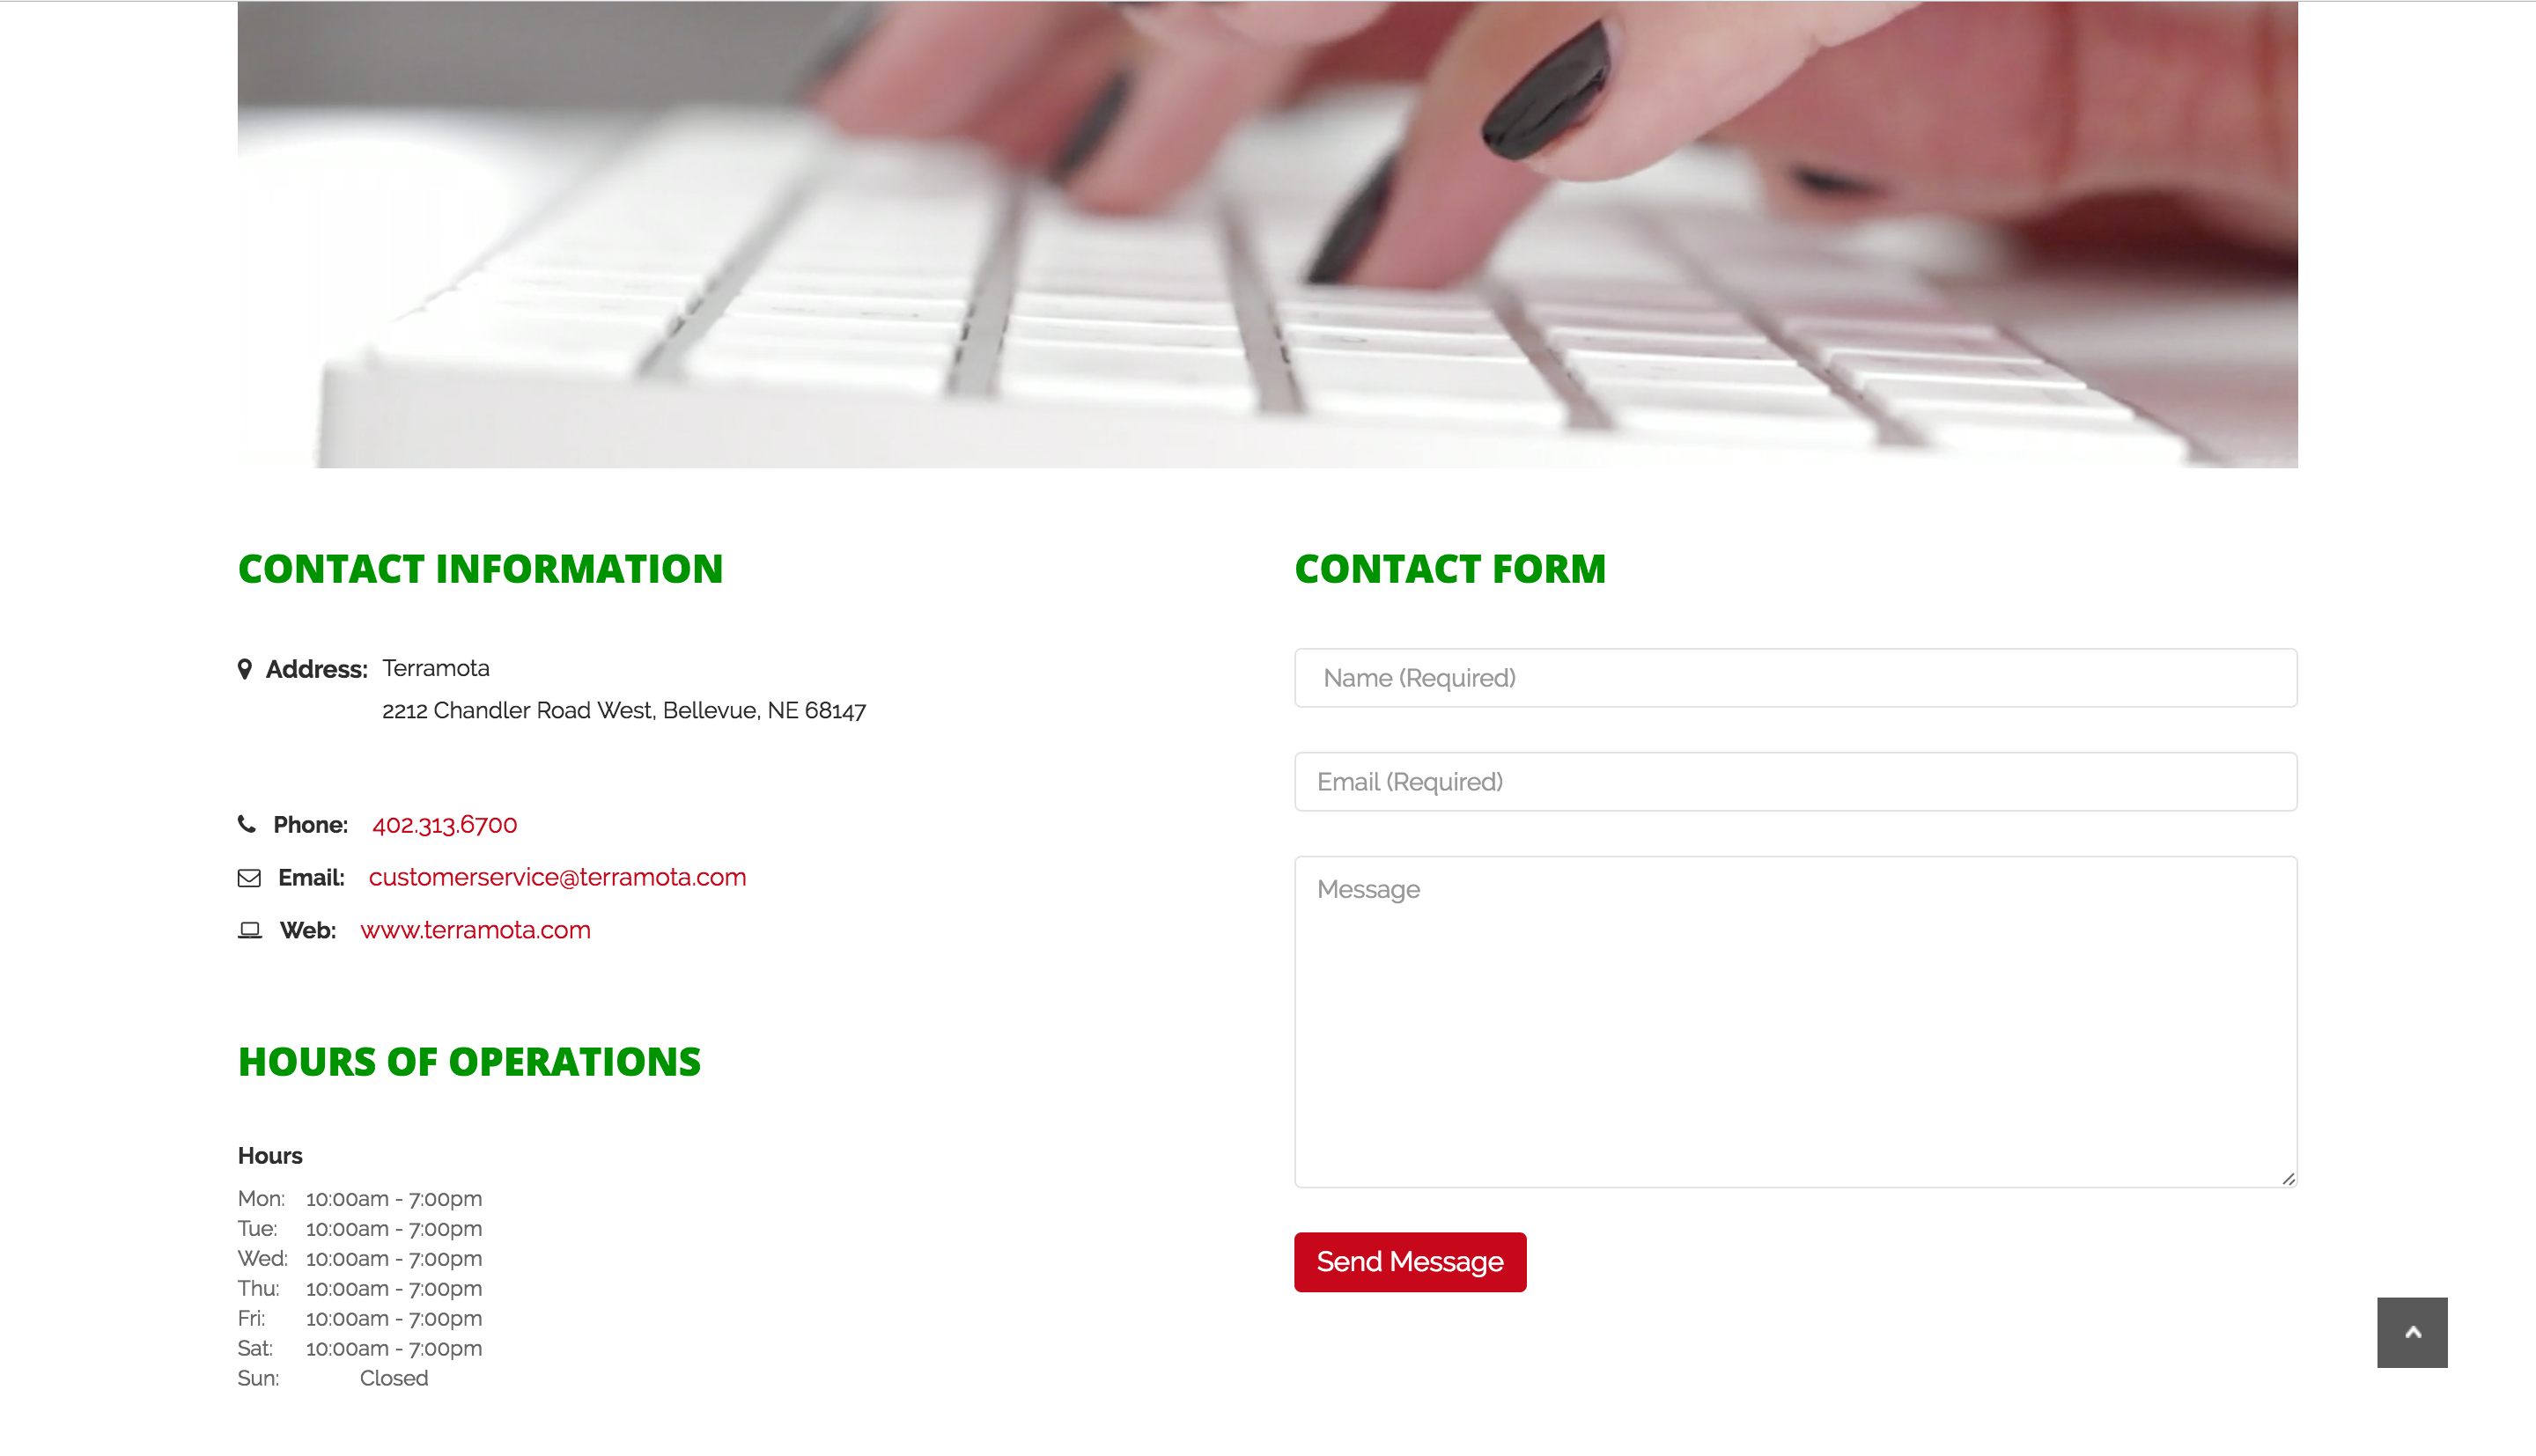 CONTACT INFORMATION
Address: Terramota
2212 Chandler Road West, Bellevue, NE 68147
Phone: 402.313.6700
Email: customerservice@terramota.com
Web: www.terramota.com
HOURS OF OPERATIONS
Hours
Mon: 10:00am - 7:00pm
Tue: 10:00am - 7:00pm
Wed: 10:00am - 7:00pm
Thu: 10:00am - 7:00pm
Fri: 10:00am - 7:00pm
Sat: 10:00am - 7:00pm
Sun: Closed
CONTACT FORM
Name (Required)
Email (Required)
Message
Send Message